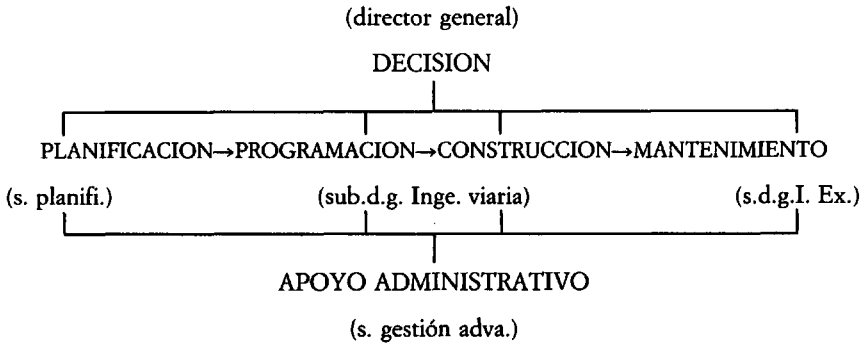 (director general)
DECISION
PLANIFICACION→PROGRAMACION→CONSTRUCCION→MANTENIMIENTO
(s. planifi.) (sub.d.g. Inge. viaria) (s.d.g.I. Ex.)
APOYO ADMINISTRATIVO
(s. gestión adva.)